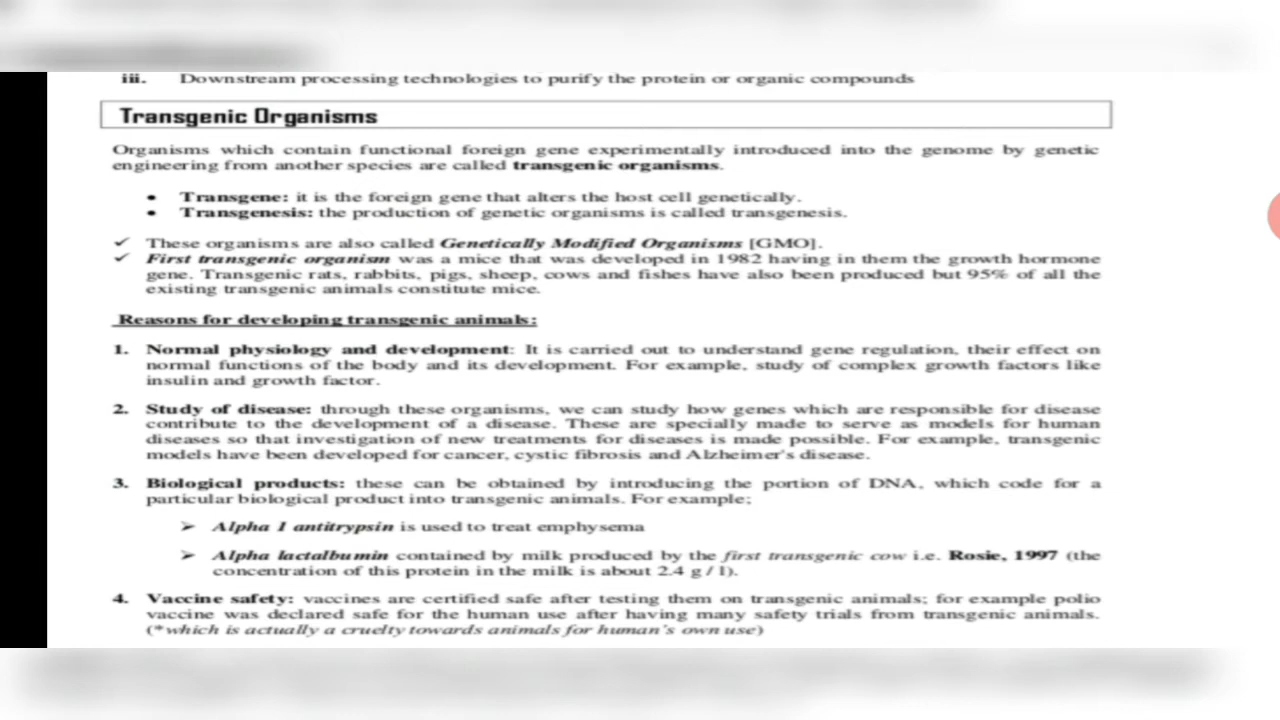 iii. Downstream processing technologies to purify the protein or organic compounds
Transgenic Organisms
Organisms which contain functional foreign gene experimentally introduced into the genome by genetic
engineering from another species are called transgenic organisms.
• Transgene: it is the foreign gene that alters the host cell genetically.
• Transgenesis: the production of genetic organisms is called transgenesis.
✓ These organisms are also called Genetically Modified Organisms [GMO].
✓ First transgenic organism was a mice that was developed in 1982 having in them the growth hormone
gene. Transgenic rats, rabbits, pigs, sheep, cows and fishes have also been produced but 95% of all the
existing transgenic animals constitute mice.
Reasons for developing transgenic animals:
1. Normal physiology and development: It is carried out to understand gene regulation, their effect on
normal functions of the body and its development. For example, study of complex growth factors like
insulin and growth factor.
2. Study of disease: through these organisms, we can study how genes which are responsible for disease
contribute to the development of a disease. These are specially made to serve as models for human
diseases so that investigation of new treatments for diseases is made possible. For example, transgenic
models have been developed for cancer, cystic fibrosis and Alzheimer's disease.
3. Biological products: these can be obtained by introducing the portion of DNA, which code for a
particular biological product into transgenic animals. For example;
➢ Alpha 1 antitrypsin is used to treat emphysema
➢ Alpha lactalbumin contained by milk produced by the first transgenic cow i.e. Rosie, 1997 (the
concentration of this protein in the milk is about 2.4 g / l).
4. Vaccine safety: vaccines are certified safe after testing them on transgenic animals; for example polio
vaccine was declared safe for the human use after having many safety trials from transgenic animals.
(*which is actually a cruelty towards animals for human's own use)